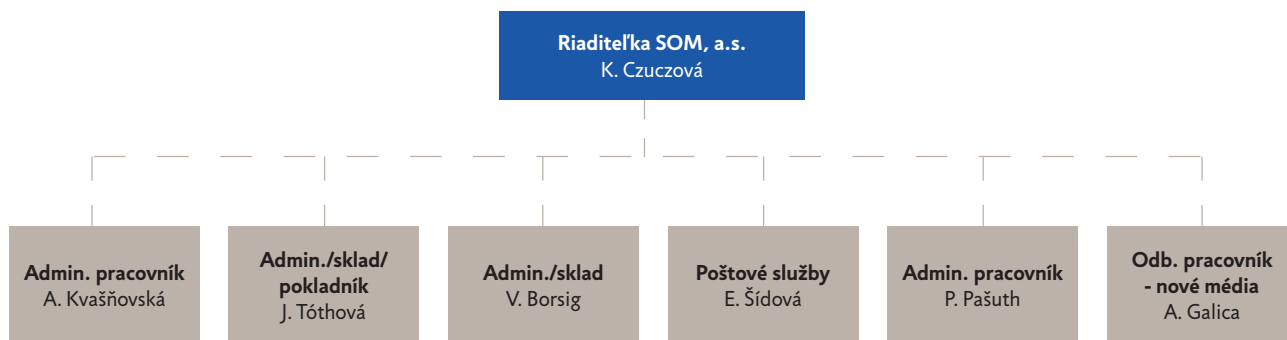 Riaditeľka SOM, a.s.
K. Czuczová
Admin. pracovník
A. Kvašňovská
Admin./sklad/
pokladník
J. Tóthová
Admin./sklad
V. Borsig
Poštové služby
E. Šídová
Admin. pracovník
P. Pašuth
Odb. pracovník
- nové média
A. Galica